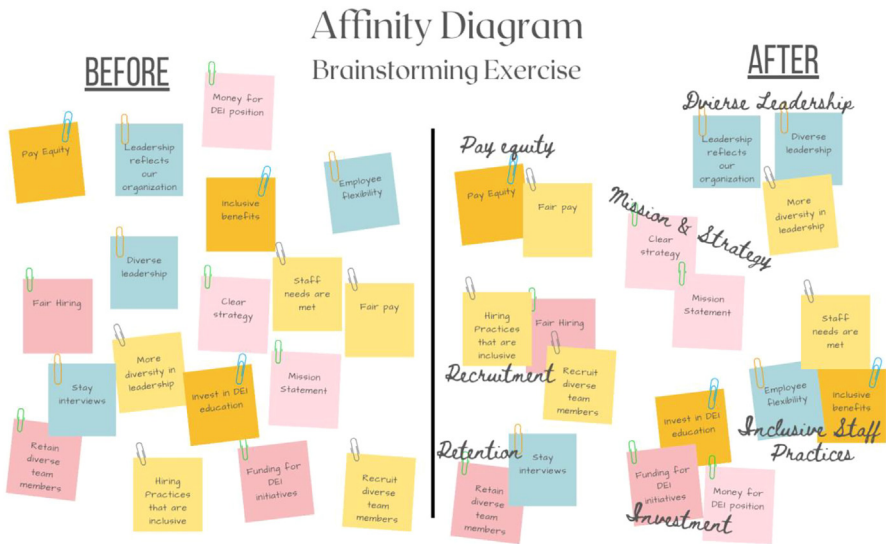 Affinity Diagram
Brainstorming Exercise
BEFORE
Money for
DEI position
Pay Equity
Leadership
reflects
our
organization
Inclusive
benefits
Employee
flexibility
Diverse
leadership
Fair Hiring
Clear
strategy
Staff
needs are
met
Fair pay
More
diversity in
leadership
Stay
interviews
Invest in DEI
education
Mission
Statement
Retain
diverse
team
members
Hiring
Practices
that are
inclusive
Funding for
DEI
initiatives
Recruit
diverse
team
members
AFTER
Dvierse Leadership
Leadership
reflects
our
organization
Diverse
leadership
More
diversity in
leadership
Pay equity
Pay Equity
Fair pay
Mission & Strategy
Clear
strategy
Mission
Statement
Hiring
Practices
that are
inclusive
Fair Hiring
Recruit
diverse
team
members
Recruitment
Staff
needs are
met
Employee
flexibility
Inclusive
benefits
Inclusive Staff
Practices
Retention
Stay
interviews
Retain
diverse
team
members
Invest in DEI
education
Funding for
DEI
initiatives
Money for
DEI position
Investment